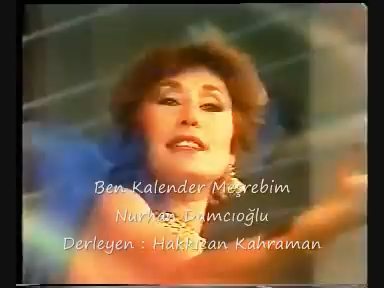 Ben Kalender Meşrebim
Nurhan Damcıoğlu
Derleyen : Hakkıcan Kahraman